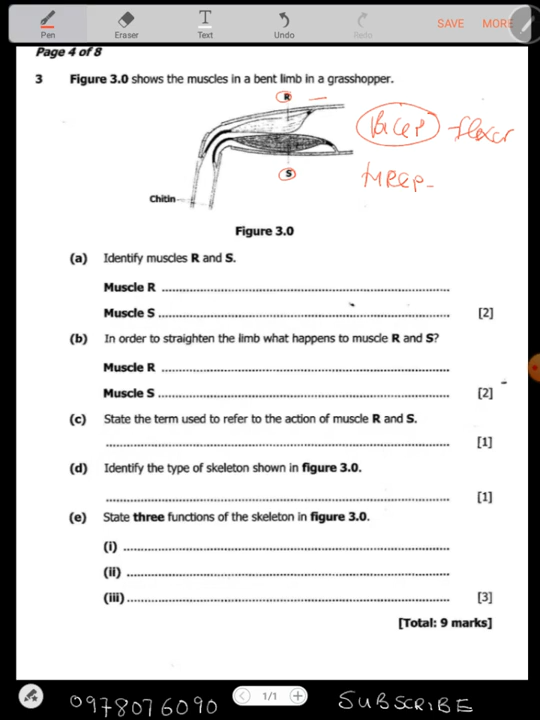 Pen
Eraser
Text
Undo
Redo
SAVE
MORE
Page 4 of 8
3 Figure 3.0 shows the muscles in a bent limb in a grasshopper.
R
Bicep flexor
S
Chitin
Figure 3.0
(a) Identify muscles R and S.
Muscle R ................................................................
Muscle S ................................................................ [2]
(b) In order to straighten the limb what happens to muscle R and S?
Muscle R ................................................................
Muscle S ................................................................ [2]
(c) State the term used to refer to the action of muscle R and S.
................................................................ [1]
(d) Identify the type of skeleton shown in figure 3.0.
................................................................ [1]
(e) State three functions of the skeleton in figure 3.0.
(i) ................................................................
(ii) ................................................................
(iii) ................................................................ [3]
[Total: 9 marks]
0978076090
1/1
SUBSCRIBE